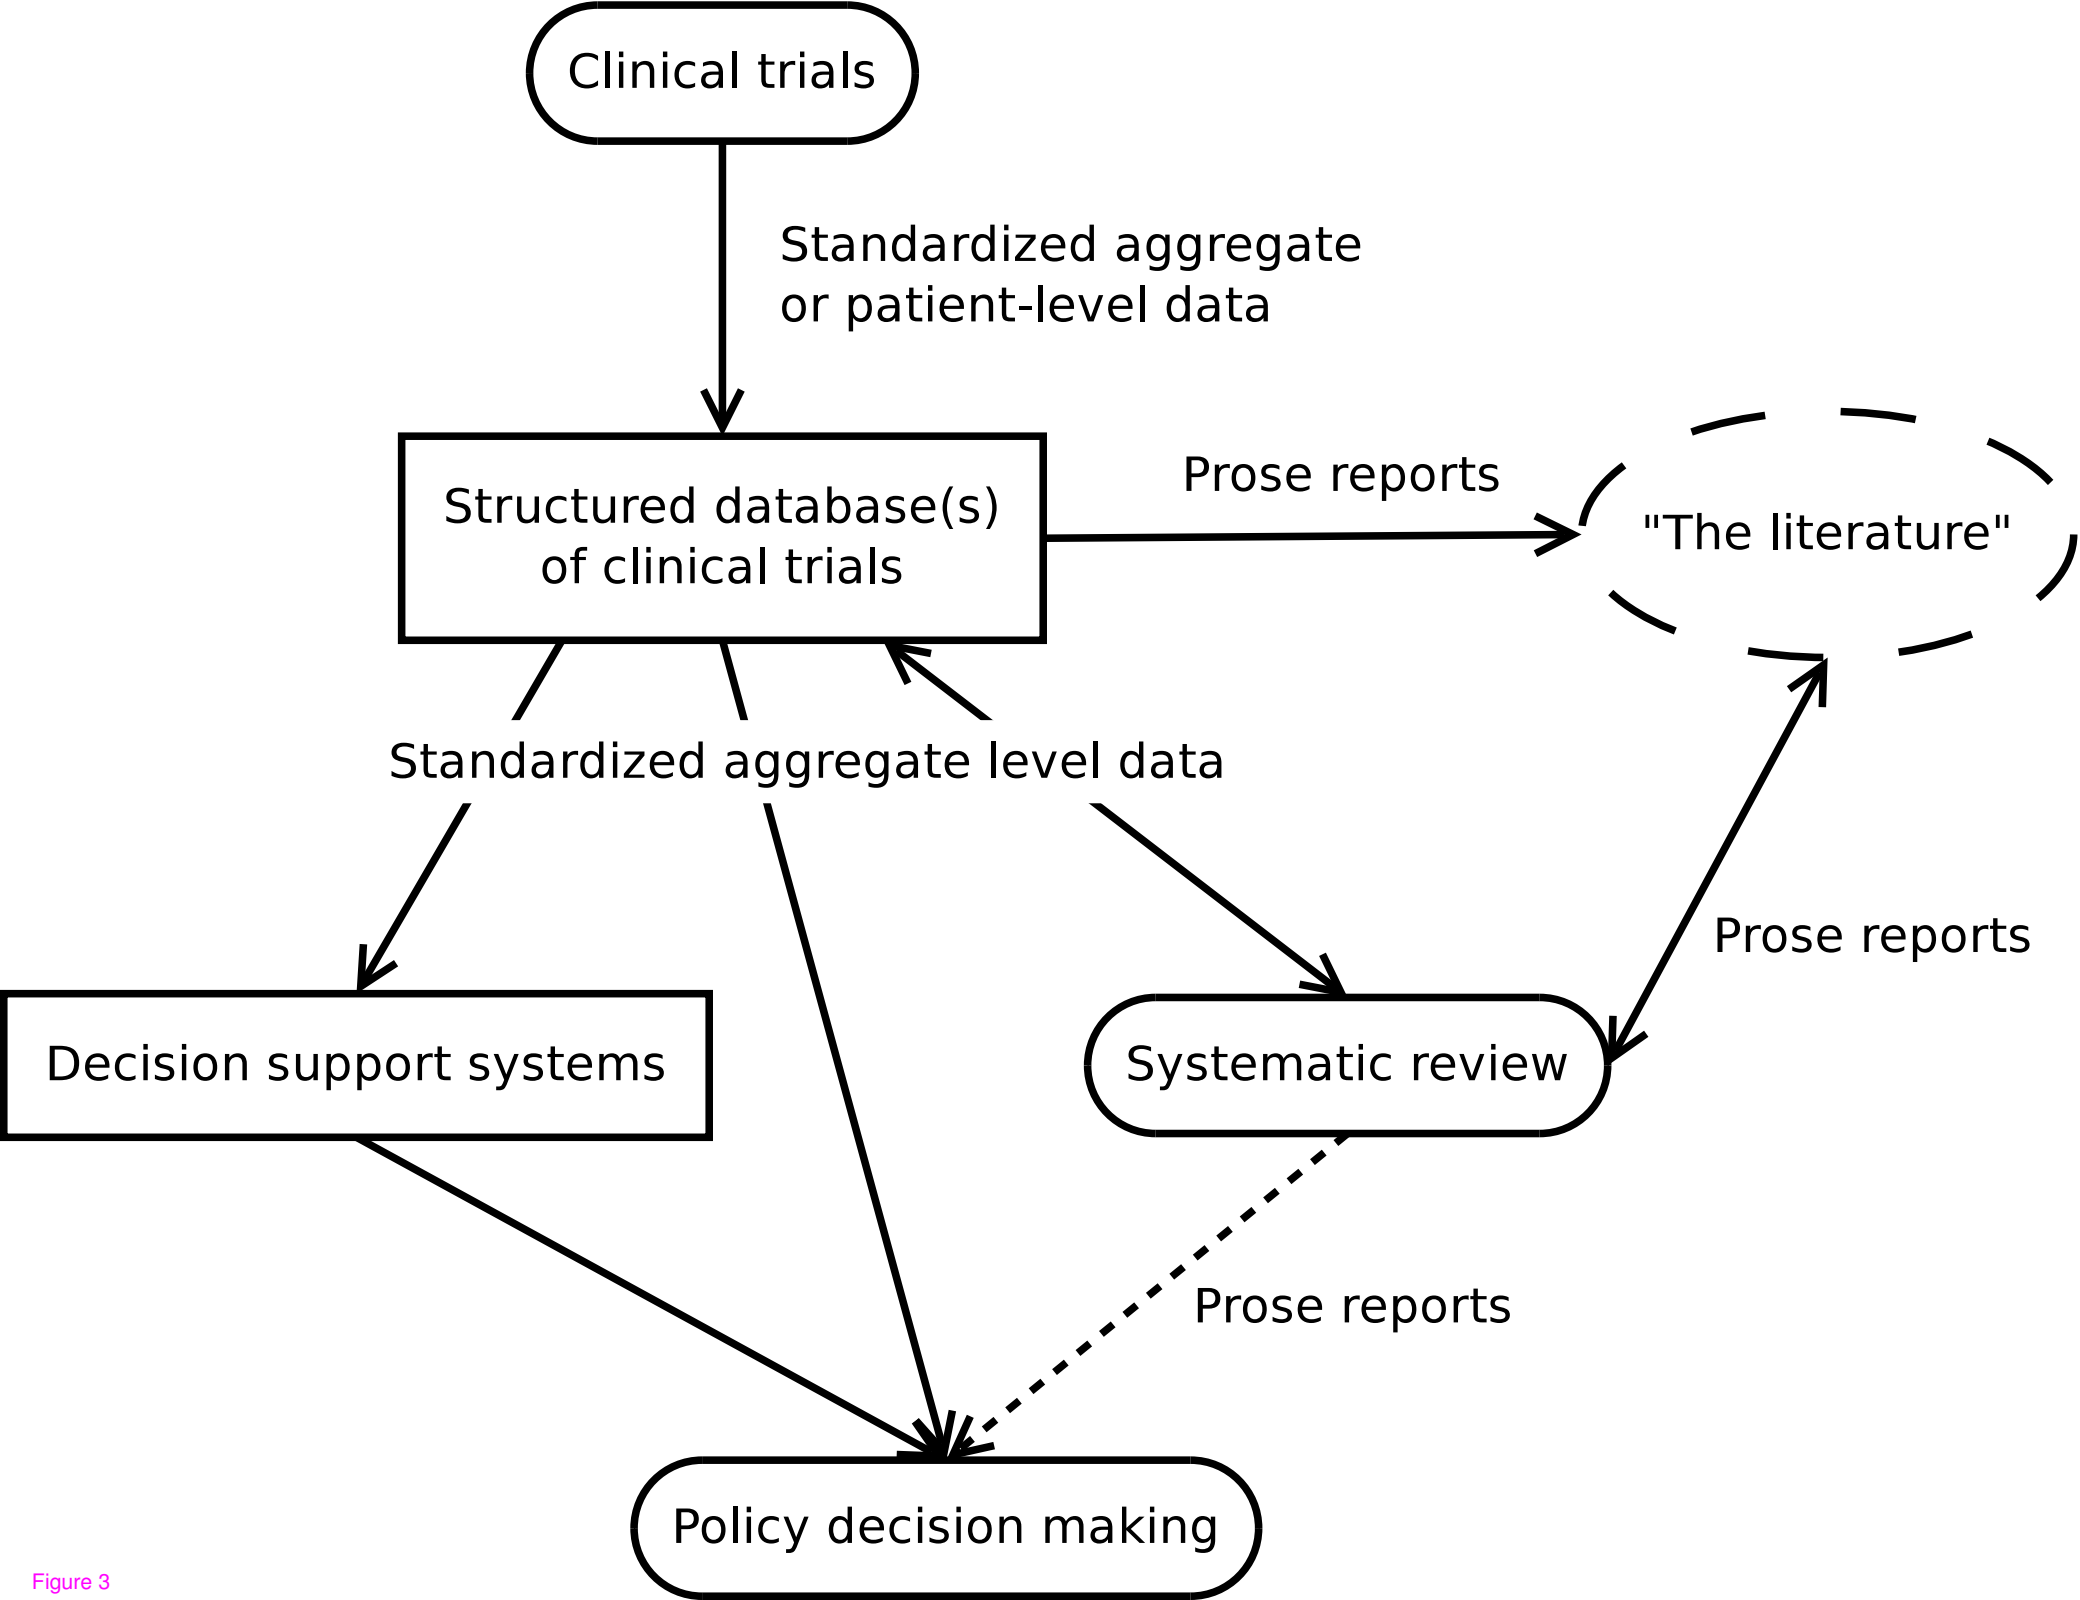 Clinical trials
Standardized aggregate
or patient-level data
Structured database(s)
of clinical trials
Prose reports
"The literature"
Standardized aggregate level data
Prose reports
Decision support systems
Systematic review
Prose reports
Policy decision making
Figure 3